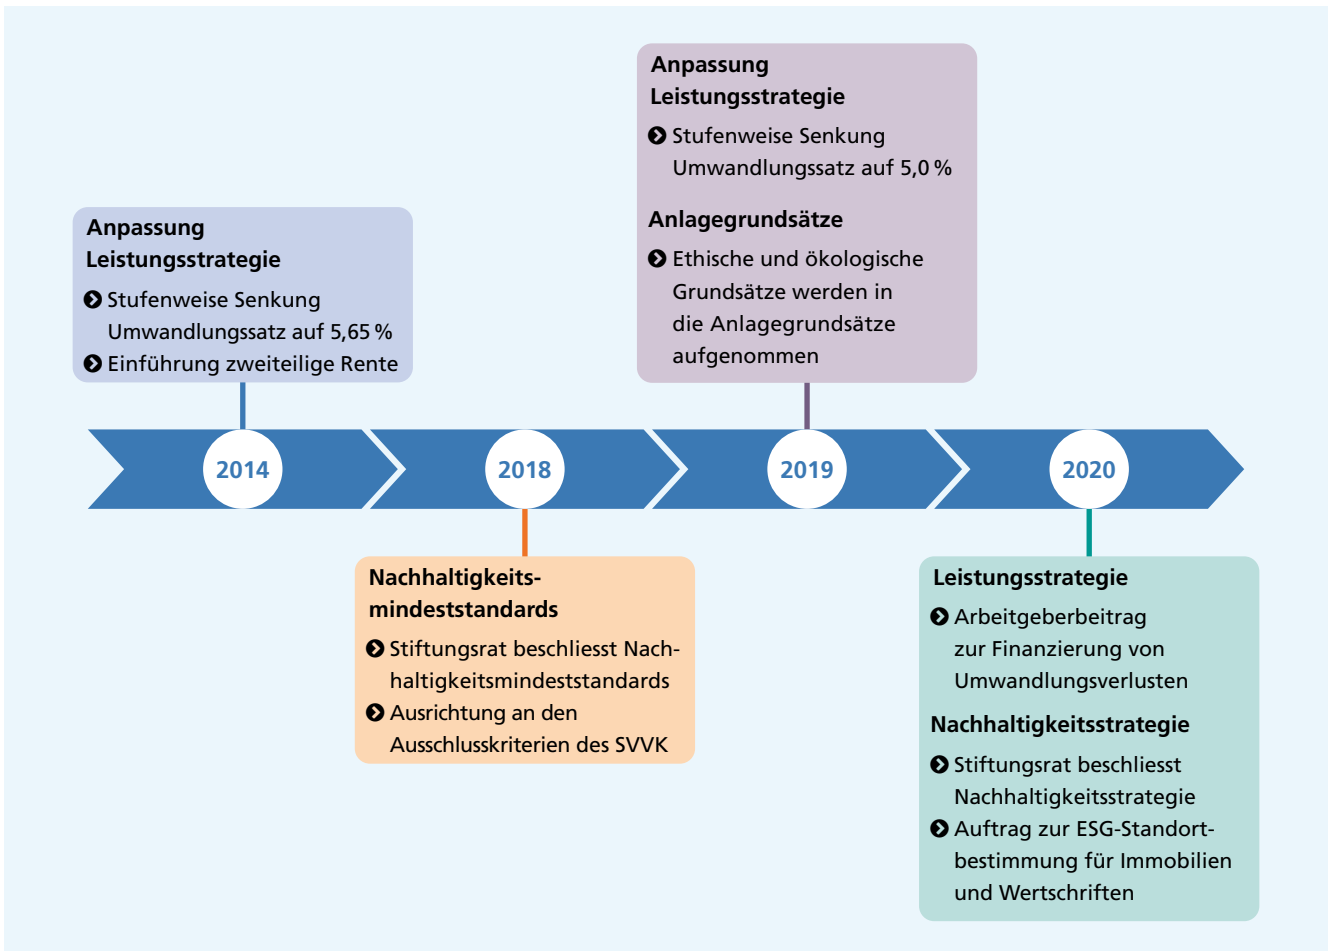 Anpassung
Leistungsstrategie
Stufenweise Senkung
Umwandlungssatz auf 5,65 %
Einführung zweiteilige Rente
Anpassung
Leistungsstrategie
Stufenweise Senkung
Umwandlungssatz auf 5,0 %
Anlagegrundsätze
Ethische und ökologische
Grundsätze werden in
die Anlagegrundsätze
aufgenommen
2014
2018
2019
2020
Nachhaltigkeits-
mindeststandards
Stiftungsrat beschliesst Nach-
haltigkeitsmindeststandards
Ausrichtung an den
Ausschlusskriterien des SVVK
Leistungsstrategie
Arbeitgeberbeitrag
zur Finanzierung von
Umwandlungsverlusten
Nachhaltigkeitsstrategie
Stiftungsrat beschliesst
Nachhaltigkeitsstrategie
Auftrag zur ESG-Standort-
bestimmung für Immobilien
und Wertschriften